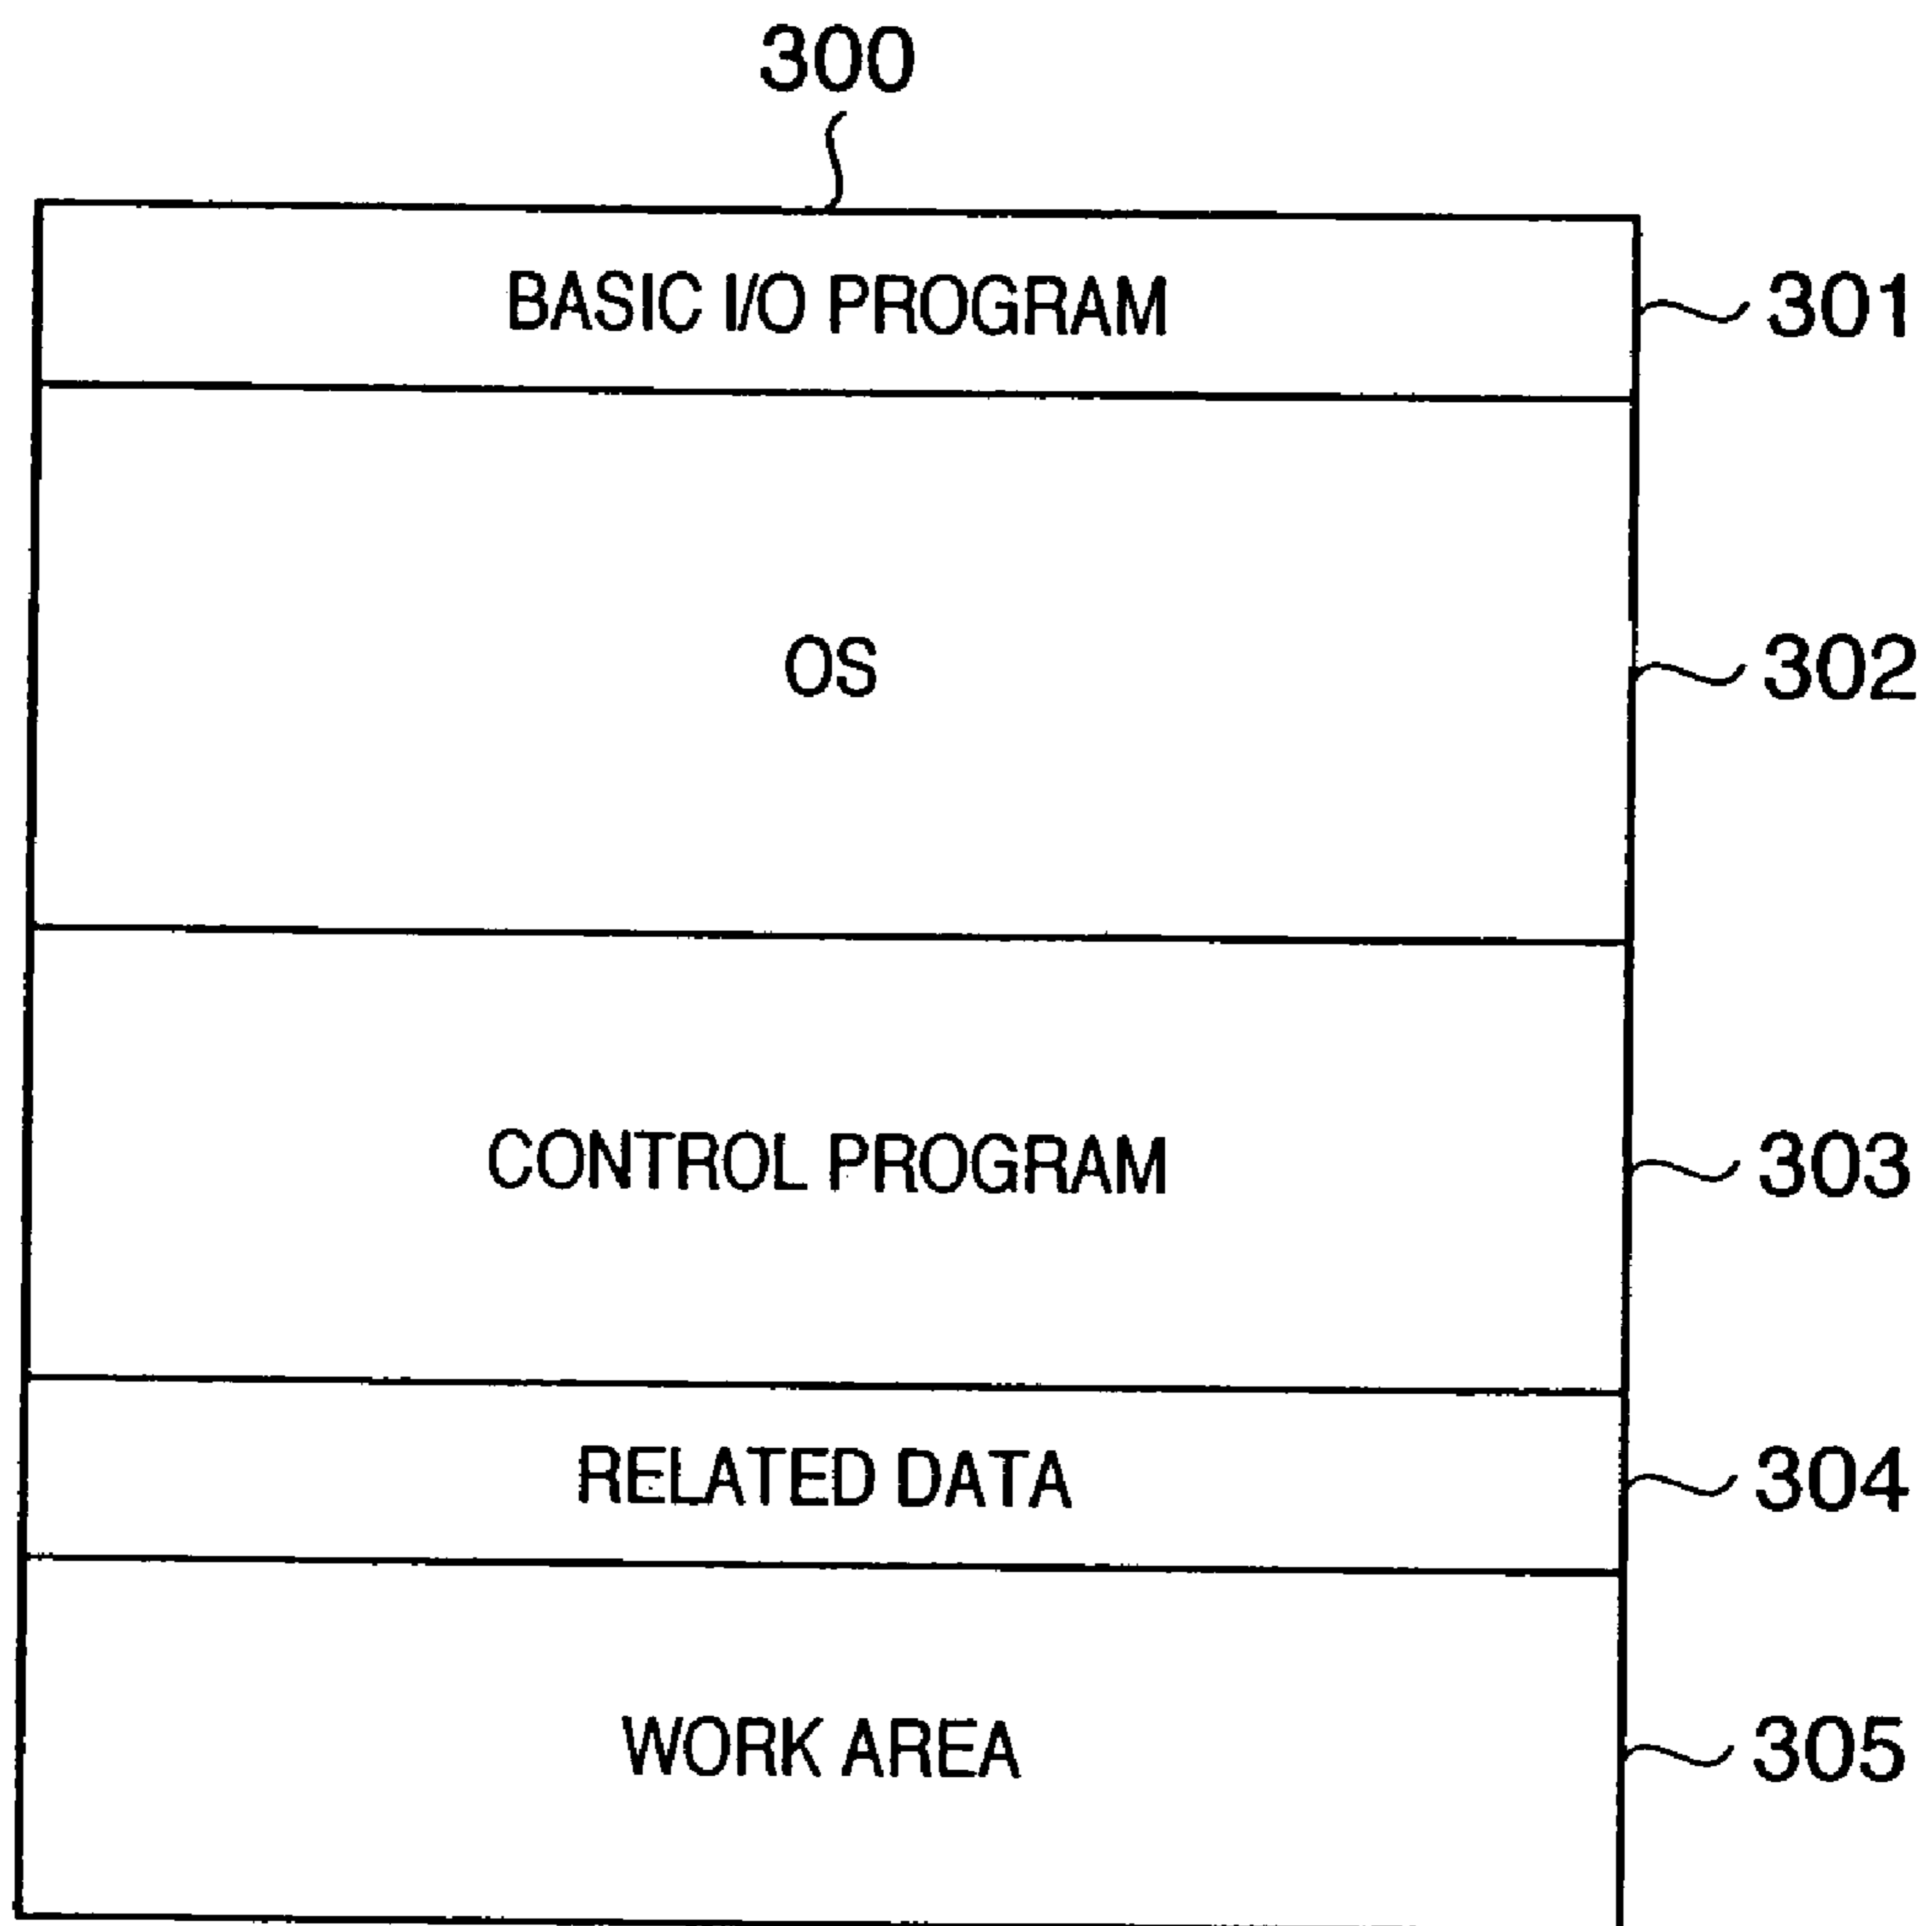 300
BASIC I/O PROGRAM 301
OS 302
CONTROL PROGRAM 303
RELATED DATA 304
WORK AREA 305